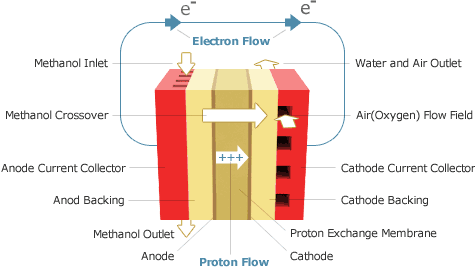 e- e-
Electron Flow
Methanol Inlet
Water and Air Outlet
Methanol Crossover
Air(Oxygen) Flow Field
+++
Anode Current Collector
Cathode Current Collector
Anod Backing
Cathode Backing
Methanol Outlet
Proton Exchange Membrane
Anode
Cathode
Proton Flow